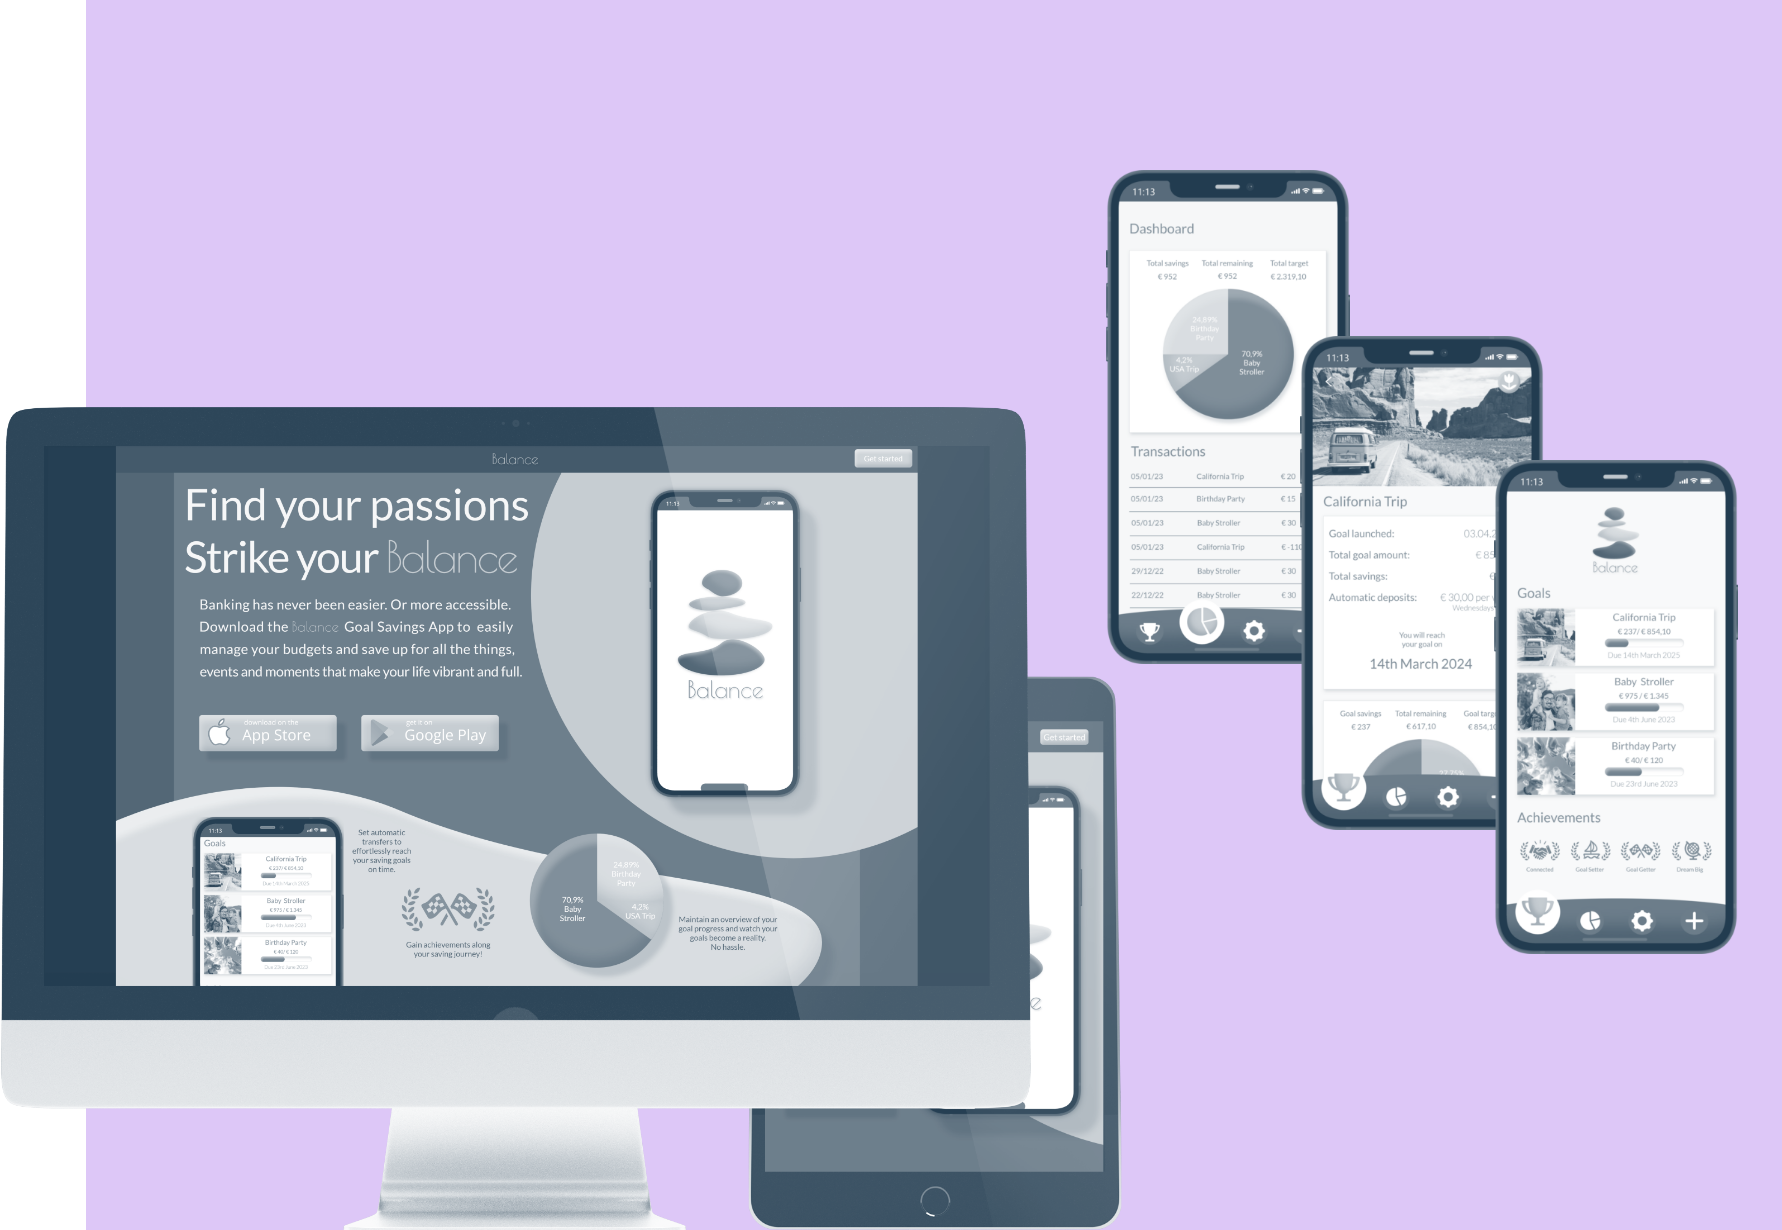 Balance
Get started
Find your passions
Strike your Balance
Banking has never been easier. Or more accessible.
Download the Balance Goal Savings App to easily
manage your budgets and save up for all the things,
events and moments that make your life vibrant and full.
download on the
App Store
get it on
Google Play
11:13
Balance
11:13
Goals
California Trip
€ 237/ € 854,10
Baby Stroller
€ 975 / € 1.345
Due 4th June 2023
Birthday Party
€ 40/ € 120
Due 23rd June 2023
Set automatic
transfers to
effortlessly reach
your saving goals
on time.
Gain achievements along
your saving journey!
24,89%
Birthday
Party
70,9%
Baby
Stroller
4,2%
USA Trip
Maintain an overview of your
goal progress and watch your
goals become a reality.
No hassle.
Get started
11:13
Dashboard
Total savings Total remaining Total target
€ 952 € 952 € 2.319,10
24,89%
Birthday
Party
4,2%
USA Trip
70,9%
Baby
Stroller
Transactions
05/01/23 California Trip € 20
05/01/23 Birthday Party € 15
05/01/23 Baby Stroller € 30
05/01/23 California Trip € -110
29/12/22 Baby Stroller € 30
22/12/22 Baby Stroller € 30
11:13
California Trip
Goal launched: 03.04.2
Total goal amount: € 85
Total savings: €
Automatic deposits: € 30,00 per
Wednesdays
You will reach
your goal on
14th March 2024
Goal savings Total remaining Goal targ
€ 237 € 617,10 € 854,1
11:13
Balance
Goals
California Trip
€ 237/ € 854,10
Due 14th March 2025
Baby Stroller
€ 975 / € 1.345
Due 4th June 2023
Birthday Party
€ 40/ € 120
Due 23rd June 2023
Achievements
Connected Goal Setter Goal Getter Dream Big